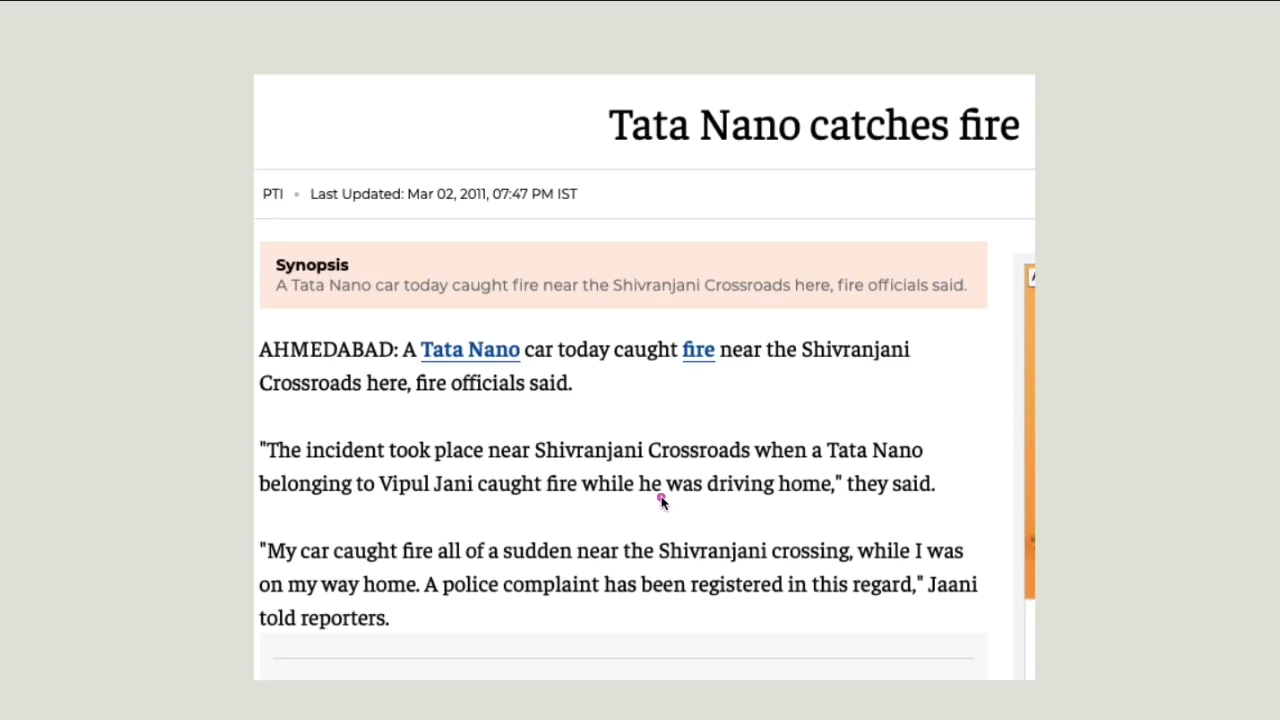 Tata Nano catches fire
PTI • Last Updated: Mar 02, 2011, 07:47 PM IST
Synopsis
A Tata Nano car today caught fire near the Shivranjani Crossroads here, fire officials said.
AHMEDABAD: A Tata Nano car today caught fire near the Shivranjani
Crossroads here, fire officials said.
"The incident took place near Shivranjani Crossroads when a Tata Nano
belonging to Vipul Jani caught fire while he was driving home," they said.
"My car caught fire all of a sudden near the Shivranjani crossing, while I was
on my way home. A police complaint has been registered in this regard," Jaani
told reporters.